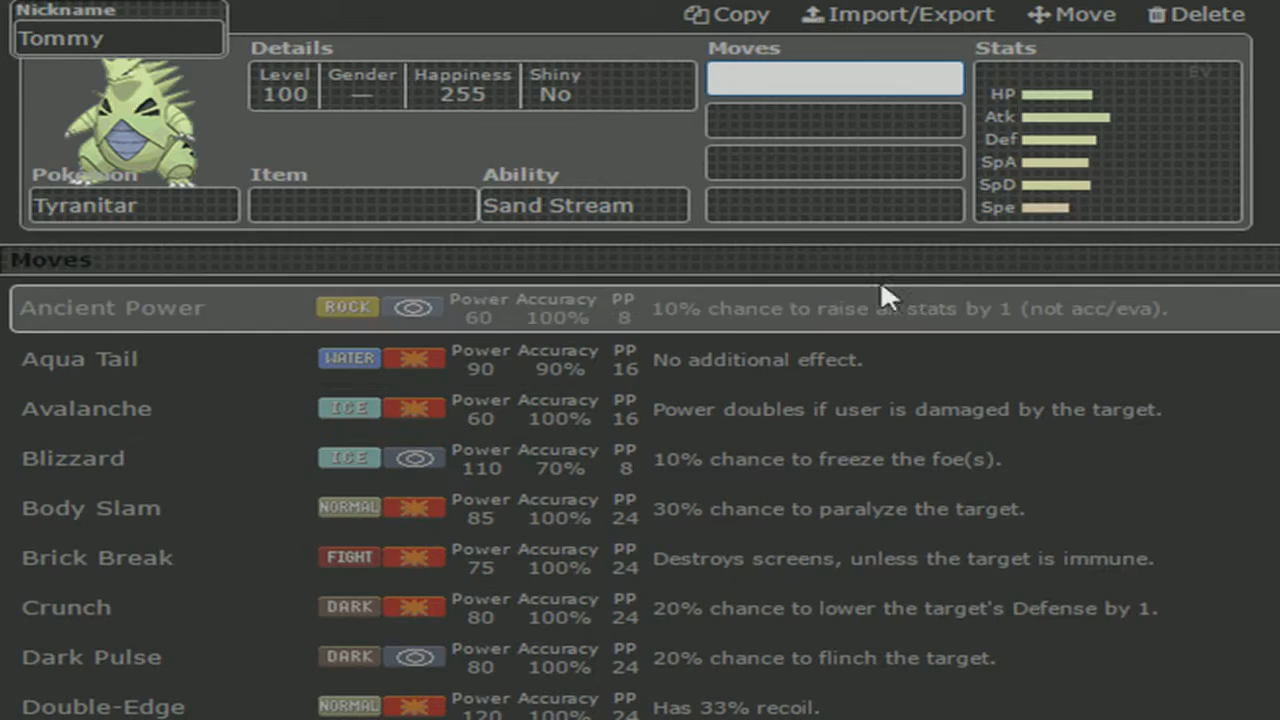 Nickname
Tommy
Copy Import/Export Move Delete
Details
Level Gender Happiness Shiny
100 — 255 No
Moves
Stats
EV
HP
Atk
Def
SpA
SpD
Spe
Pokémon Item Ability
Tyranitar Sand Stream
Moves
Ancient Power ROCK Power 60 Accuracy 100% PP 8 10% chance to raise all stats by 1 (not acc/eva).
Aqua Tail WATER Power 90 Accuracy 90% PP 16 No additional effect.
Avalanche ICE Power 60 Accuracy 100% PP 16 Power doubles if user is damaged by the target.
Blizzard ICE Power 110 Accuracy 70% PP 8 10% chance to freeze the foe(s).
Body Slam NORMAL Power 85 Accuracy 100% PP 24 30% chance to paralyze the target.
Brick Break FIGHT Power 75 Accuracy 100% PP 24 Destroys screens, unless the target is immune.
Crunch DARK Power 80 Accuracy 100% PP 24 20% chance to lower the target's Defense by 1.
Dark Pulse DARK Power 80 Accuracy 100% PP 24 20% chance to flinch the target.
Double-Edge NORMAL Power 120 Accuracy 100% PP 24 Has 33% recoil.